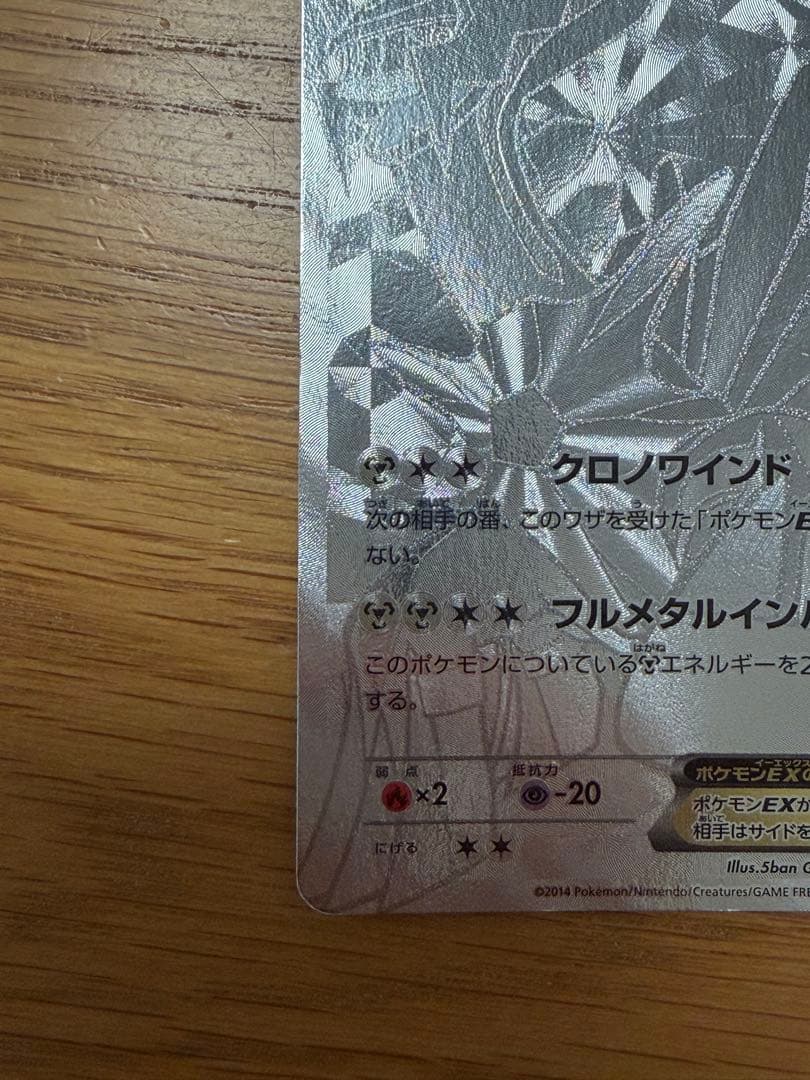 クロノワインド
次の相手の番、このワザを受けた「ポケモンE
ない。
フルメタルイン
このポケモンについているエネルギーを2
する。
弱点 抵抗力
×2 -20
にげる
ポケモンEXの
ポケモンEXが
相手はサイドを
Illus.5ban G
©2014 Pokémon/Nintendo/Creatures/GAME FRE